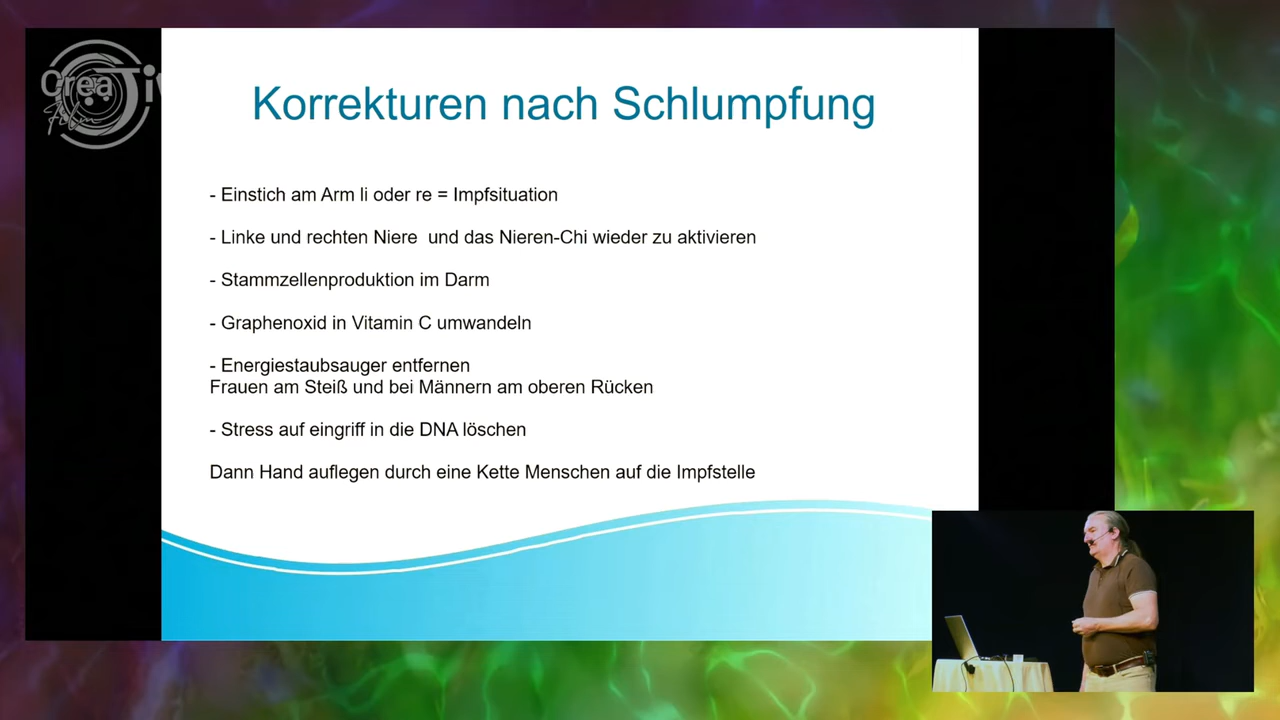 Creativ
Film
Korrekturen nach Schlumpfung
- Einstich am Arm li oder re = Impfsituation
- Linke und rechten Niere und das Nieren-Chi wieder zu aktivieren
- Stammzellenproduktion im Darm
- Graphenoxid in Vitamin C umwandeln
- Energiestaubsauger entfernen
Frauen am Steiß und bei Männern am oberen Rücken
- Stress auf eingriff in die DNA löschen
Dann Hand auflegen durch eine Kette Menschen auf die Impfstelle